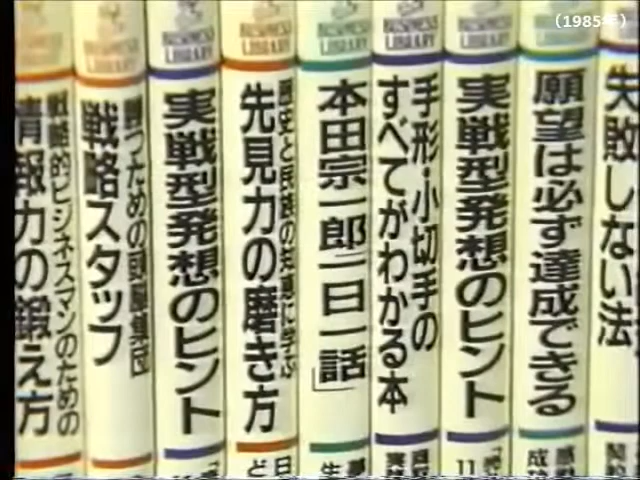 (1985年)
BUSINESS LIBRARY
BUSINESS LIBRARY
BUSINESS LIBRARY
BUSINESS LIBRARY
失敗しない法
願望は必ず達成できる
実戦型発想のヒント
手形・小切手の
すべてがわかる本
本田宗一郎「一日一話」
歴史と民族の知恵に学ぶ
先見力の磨き方
実戦型発想のヒント
勝つための頭脳集団
戦略スタッフ
戦略的ビジネスマンのための
情報力の鍛え方